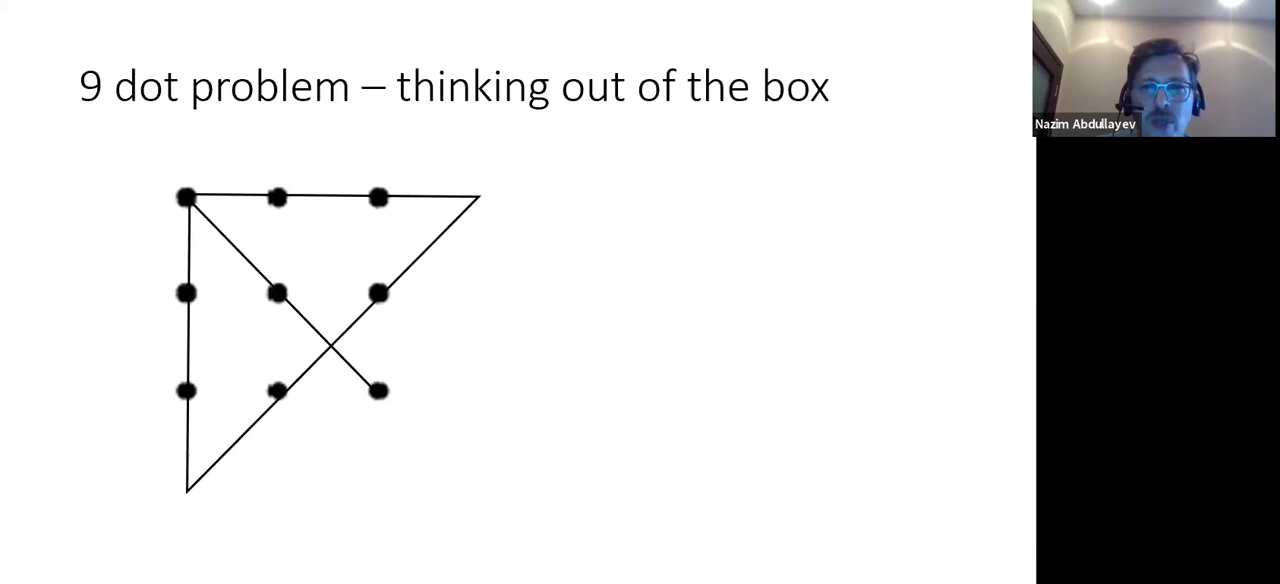 9 dot problem – thinking out of the box
Nazim Abdullayev